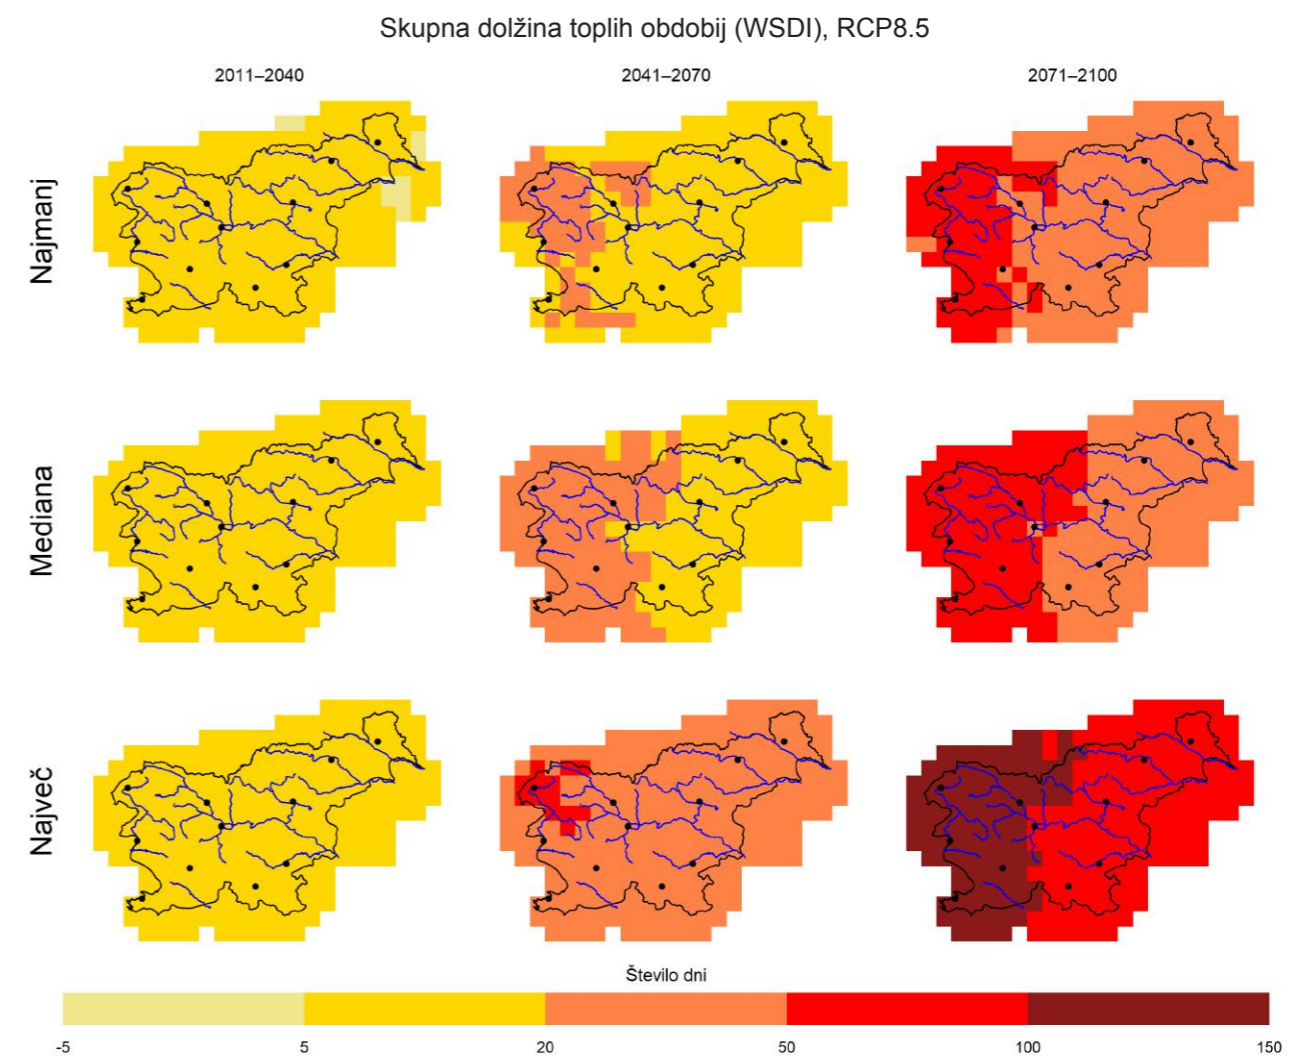 Skupna dolžina toplih obdobij (WSDI), RCP8.5
2011–2040 2041–2070 2071–2100
Najmanj
Mediana
Največ
Število dni
-5 5 20 50 100 150